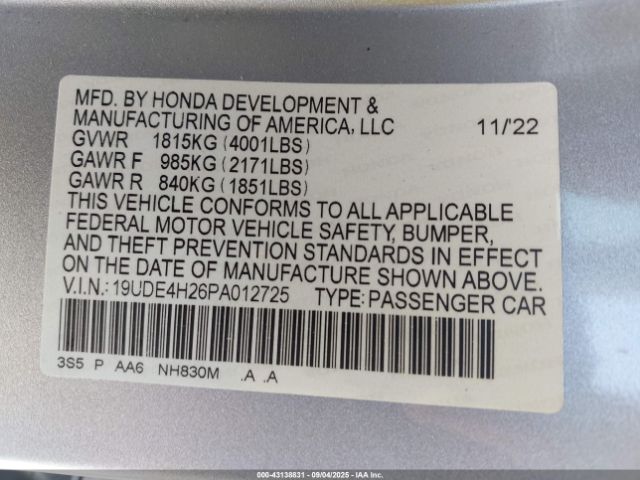 MFD. BY HONDA DEVELOPMENT &
MANUFACTURING OF AMERICA, LLC 11/'22
GVWR 1815KG (4001LBS)
GAWR F 985KG (2171LBS)
GAWR R 840KG (1851LBS)
THIS VEHICLE CONFORMS TO ALL APPLICABLE
FEDERAL MOTOR VEHICLE SAFETY, BUMPER,
AND THEFT PREVENTION STANDARDS IN EFFECT
ON THE DATE OF MANUFACTURE SHOWN ABOVE.
V.I.N.:19UDE4H26PA012725 TYPE:PASSENGER CAR
3S5 P AA6 NH830M .A .A
000-43138831 - 09/04/2025 - IAA Inc.